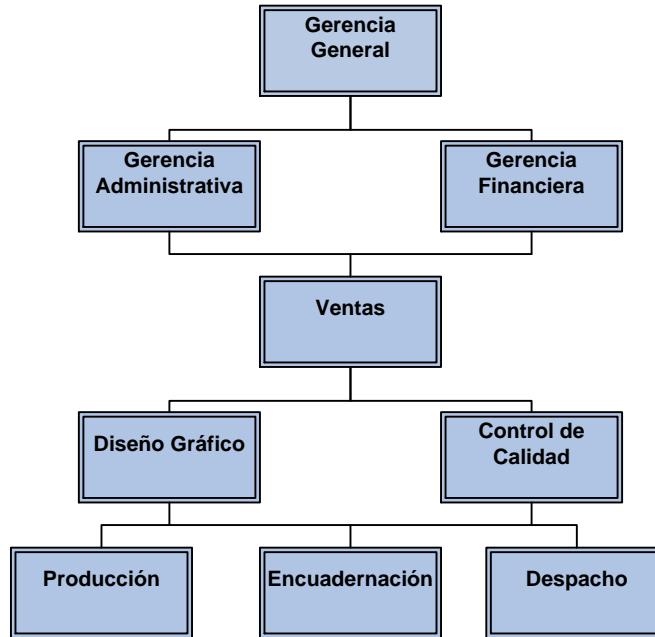 Gerencia
General
Gerencia
Administrativa
Gerencia
Financiera
Ventas
Diseño Gráfico
Control de
Calidad
Producción
Encuadernación
Despacho